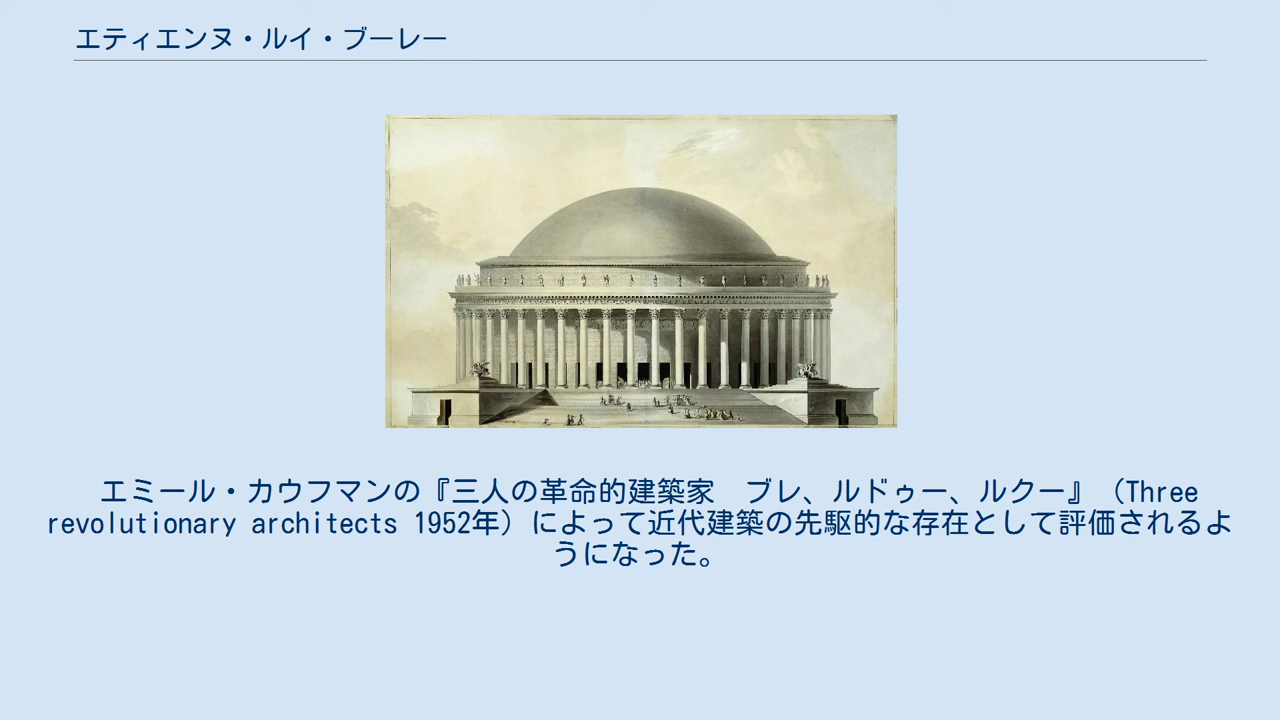 エティエンヌ・ルイ・ブーレー
エミール・カウフマンの『三人の革命的建築家　ブレ、ルドゥー、ルクー』（Three
revolutionary architects 1952年）によって近代建築の先駆的な存在として評価されるよ
うになった。